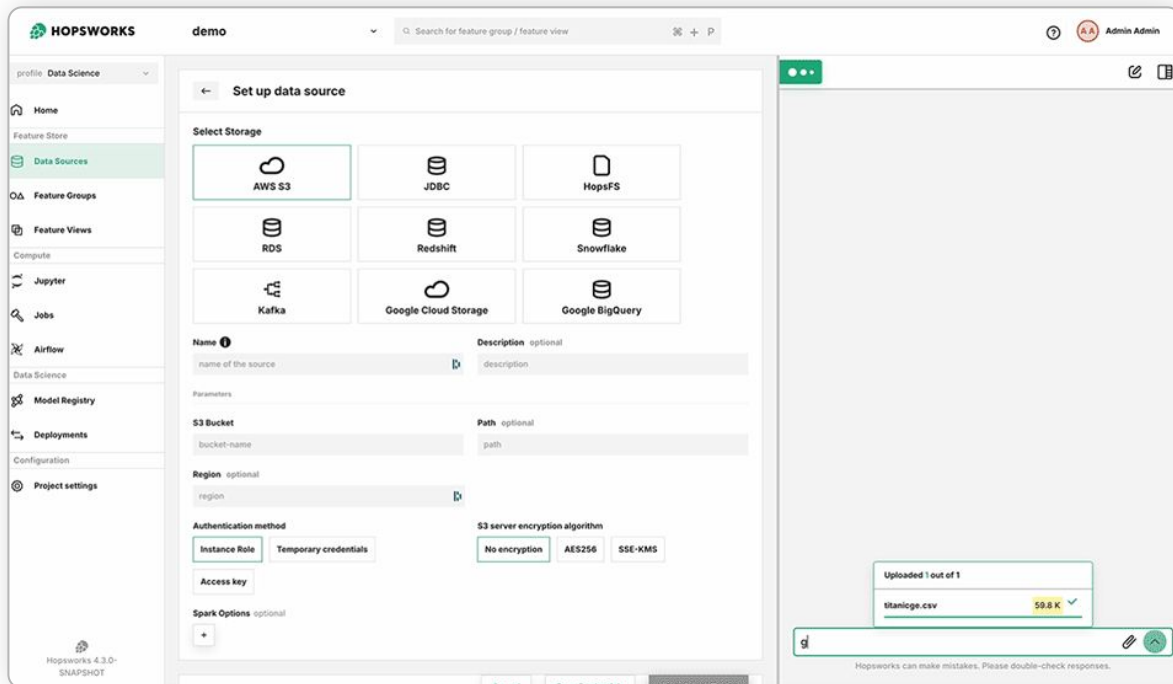 HOPSWORKS
demo
Search for feature group / feature view
⌘ + P
AA
Admin Admin
profile Data Science
Home
Feature Store
Data Sources
Feature Groups
Feature Views
Compute
Jupyter
Jobs
Airflow
Data Science
Model Registry
Deployments
Configuration
Project settings
Hopsworks 4.3.0-
SNAPSHOT
Set up data source
Select Storage
AWS S3
JDBC
HopsFS
RDS
Redshift
Snowflake
Kafka
Google Cloud Storage
Google BigQuery
Name
Description optional
name of the source
description
Parameters
S3 Bucket
Path optional
bucket-name
path
Region optional
region
Authentication method
S3 server encryption algorithm
Instance Role
Temporary credentials
No encryption
AES256
SSE-KMS
Access key
Spark Options optional
+
Uploaded 1 out of 1
titanicge.csv
59.8 K
g
Hopsworks can make mistakes. Please double-check responses.